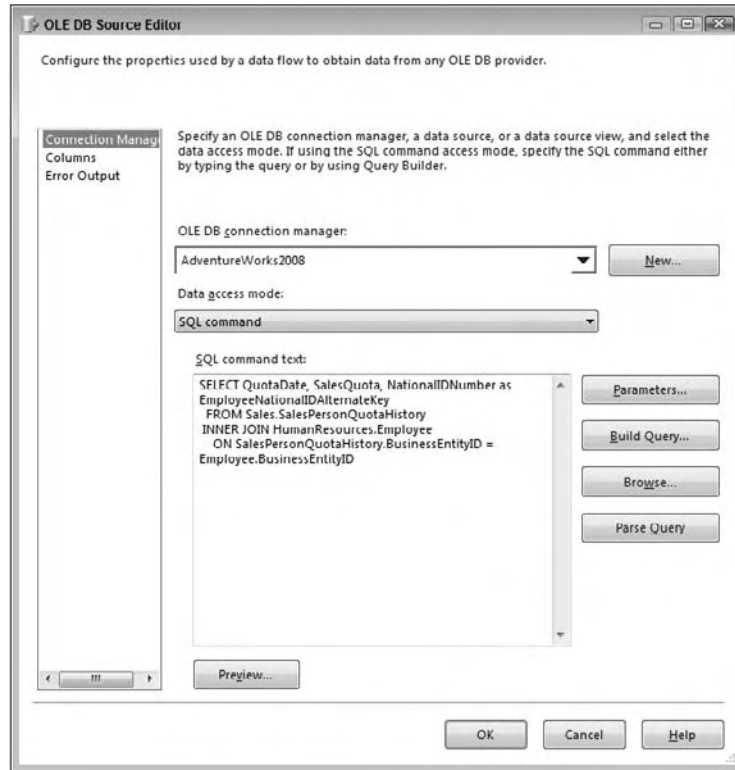 OLE DB Source Editor
Configure the properties used by a data flow to obtain data from any OLE DB provider.
Connection Manag
Columns
Error Output
Specify an OLE DB connection manager, a data source, or a data source view, and select the
data access mode. If using the SQL command access mode, specify the SQL command either
by typing the query or by using Query Builder.
OLE DB connection manager:
AdventureWorks2008
New...
Data access mode:
SQL command
SQL command text:
SELECT QuotaDate, SalesQuota, NationalIDNumber as
EmployeeNationalIDAlternateKey
FROM Sales.SalesPersonQuotaHistory
INNER JOIN HumanResources.Employee
ON SalesPersonQuotaHistory.BusinessEntityID =
Employee.BusinessEntityID
Parameters...
Build Query...
Browse...
Parse Query
Preview...
OK
Cancel
Help